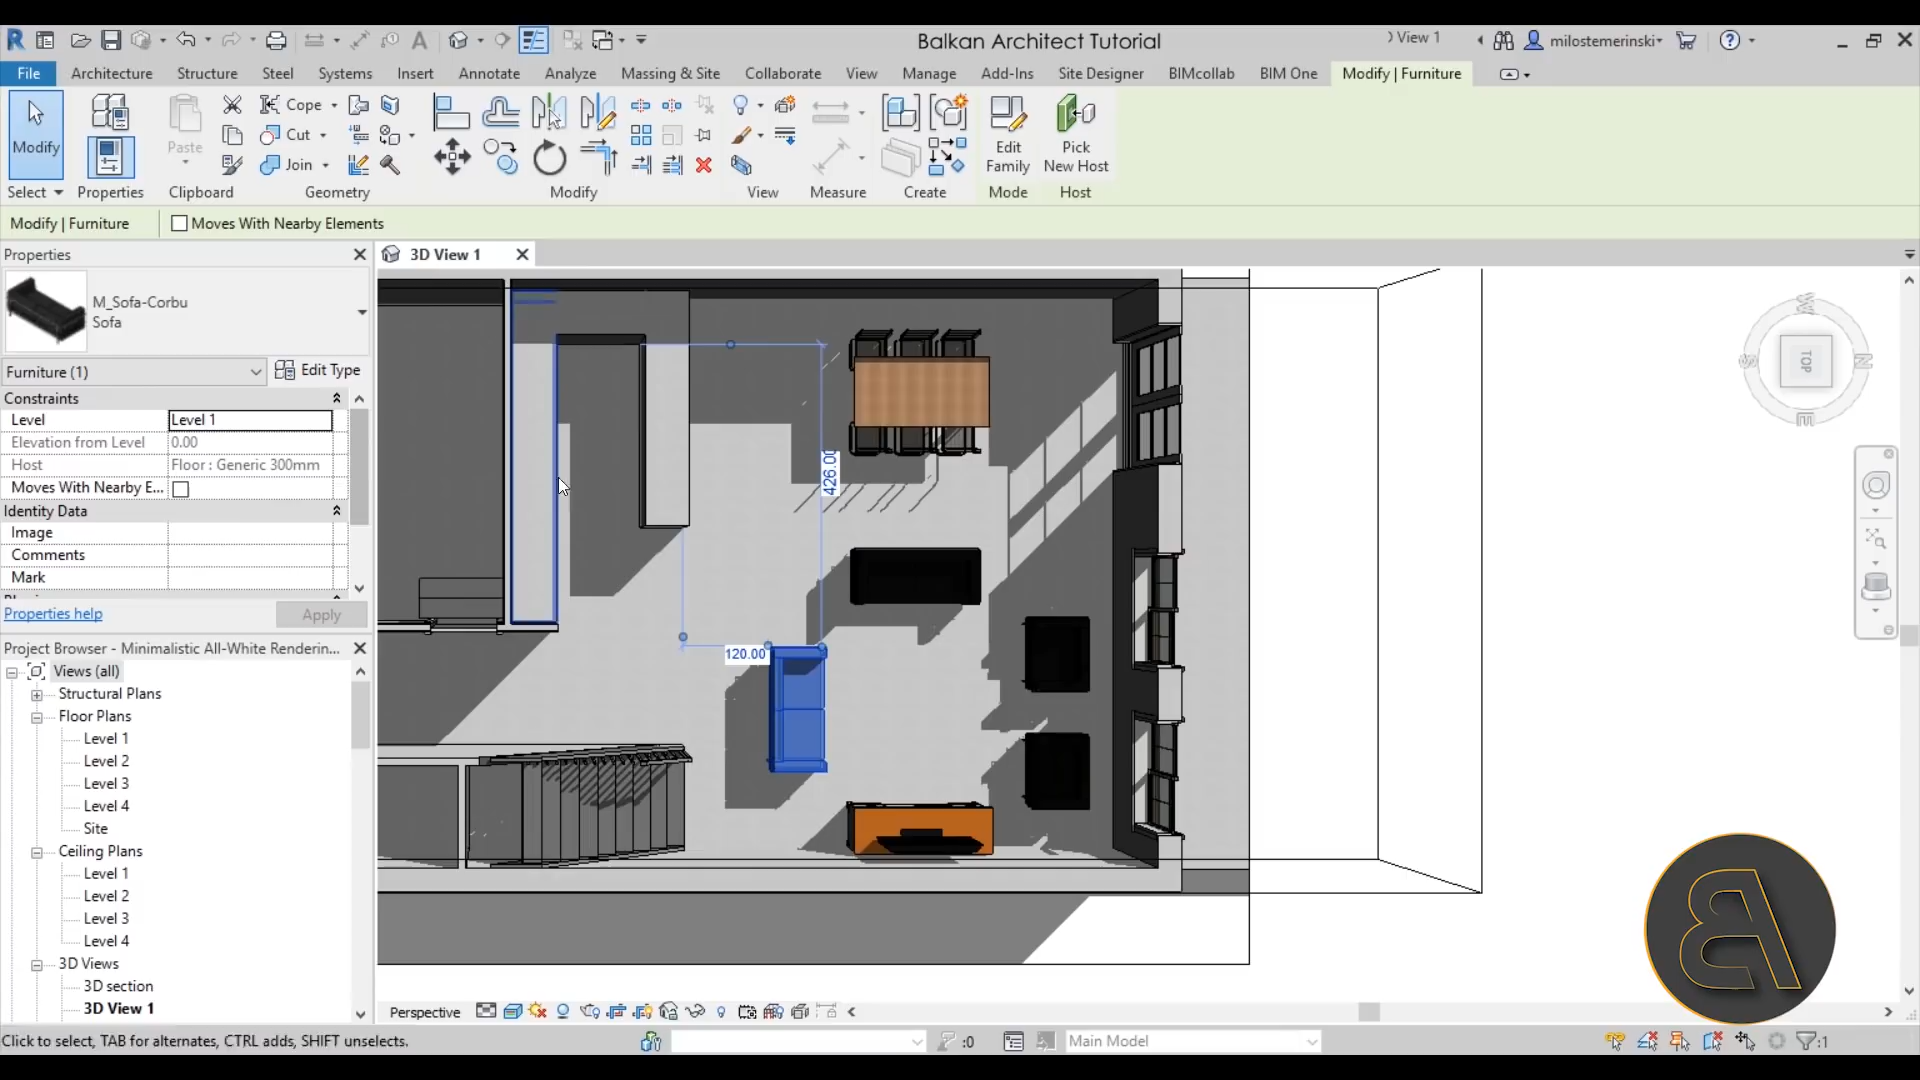 Balkan Architect Tutorial
View 1
milostemerinski
File
Architecture
Structure
Steel
Systems
Insert
Annotate
Analyze
Massing & Site
Collaborate
View
Manage
Add-Ins
Site Designer
BIMcollab
BIM One
Modify | Furniture
Modify
Paste
Cope
Cut
Join
Edit
Family
Pick
New Host
Select
Properties
Clipboard
Geometry
Modify
View
Measure
Create
Mode
Host
Modify | Furniture
Moves With Nearby Elements
Properties
3D View 1
M_Sofa-Corbu
Sofa
Furniture (1)
Edit Type
Constraints
Level
Level 1
Elevation from Level
0.00
Host
Floor : Generic 300mm
Moves With Nearby E...
Identity Data
Image
Comments
Mark
Properties help
Apply
Project Browser - Minimalistic All-White Renderin...
Views (all)
Structural Plans
Floor Plans
Level 1
Level 2
Level 3
Level 4
Site
Ceiling Plans
Level 1
Level 2
Level 3
Level 4
3D Views
3D section
3D View 1
426.00
120.00
TOP
W
N
S
E
Perspective
Click to select, TAB for alternates, CTRL adds, SHIFT unselects.
:0
Main Model
:1